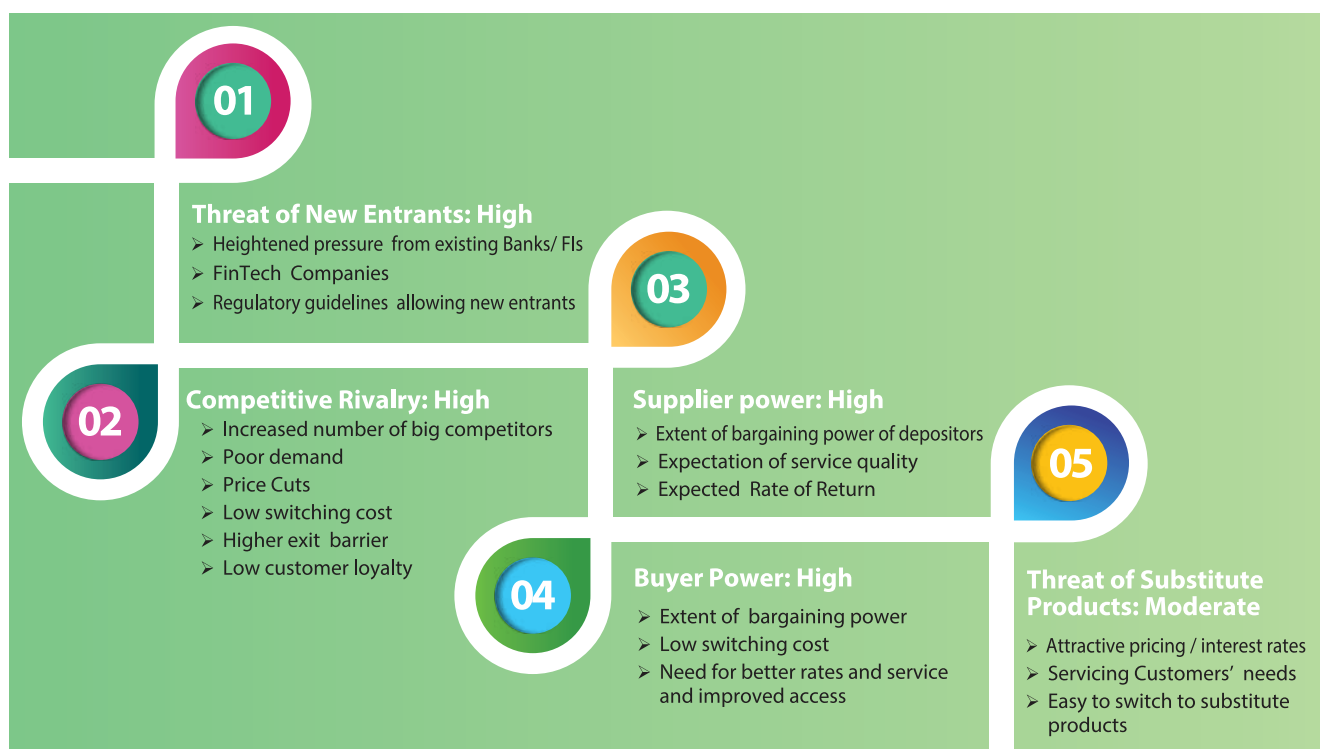 01
Threat of New Entrants: High
➢ Heightened pressure from existing Banks/ FIs
➢ FinTech Companies
➢ Regulatory guidelines allowing new entrants
02
Competitive Rivalry: High
➢ Increased number of big competitors
➢ Poor demand
➢ Price Cuts
➢ Low switching cost
➢ Higher exit barrier
➢ Low customer loyalty
03
Supplier power: High
➢ Extent of bargaining power of depositors
➢ Expectation of service quality
➢ Expected Rate of Return
04
Buyer Power: High
➢ Extent of bargaining power
➢ Low switching cost
➢ Need for better rates and service
and improved access
05
Threat of Substitute
Products: Moderate
➢ Attractive pricing / interest rates
➢ Servicing Customers’ needs
➢ Easy to switch to substitute
products